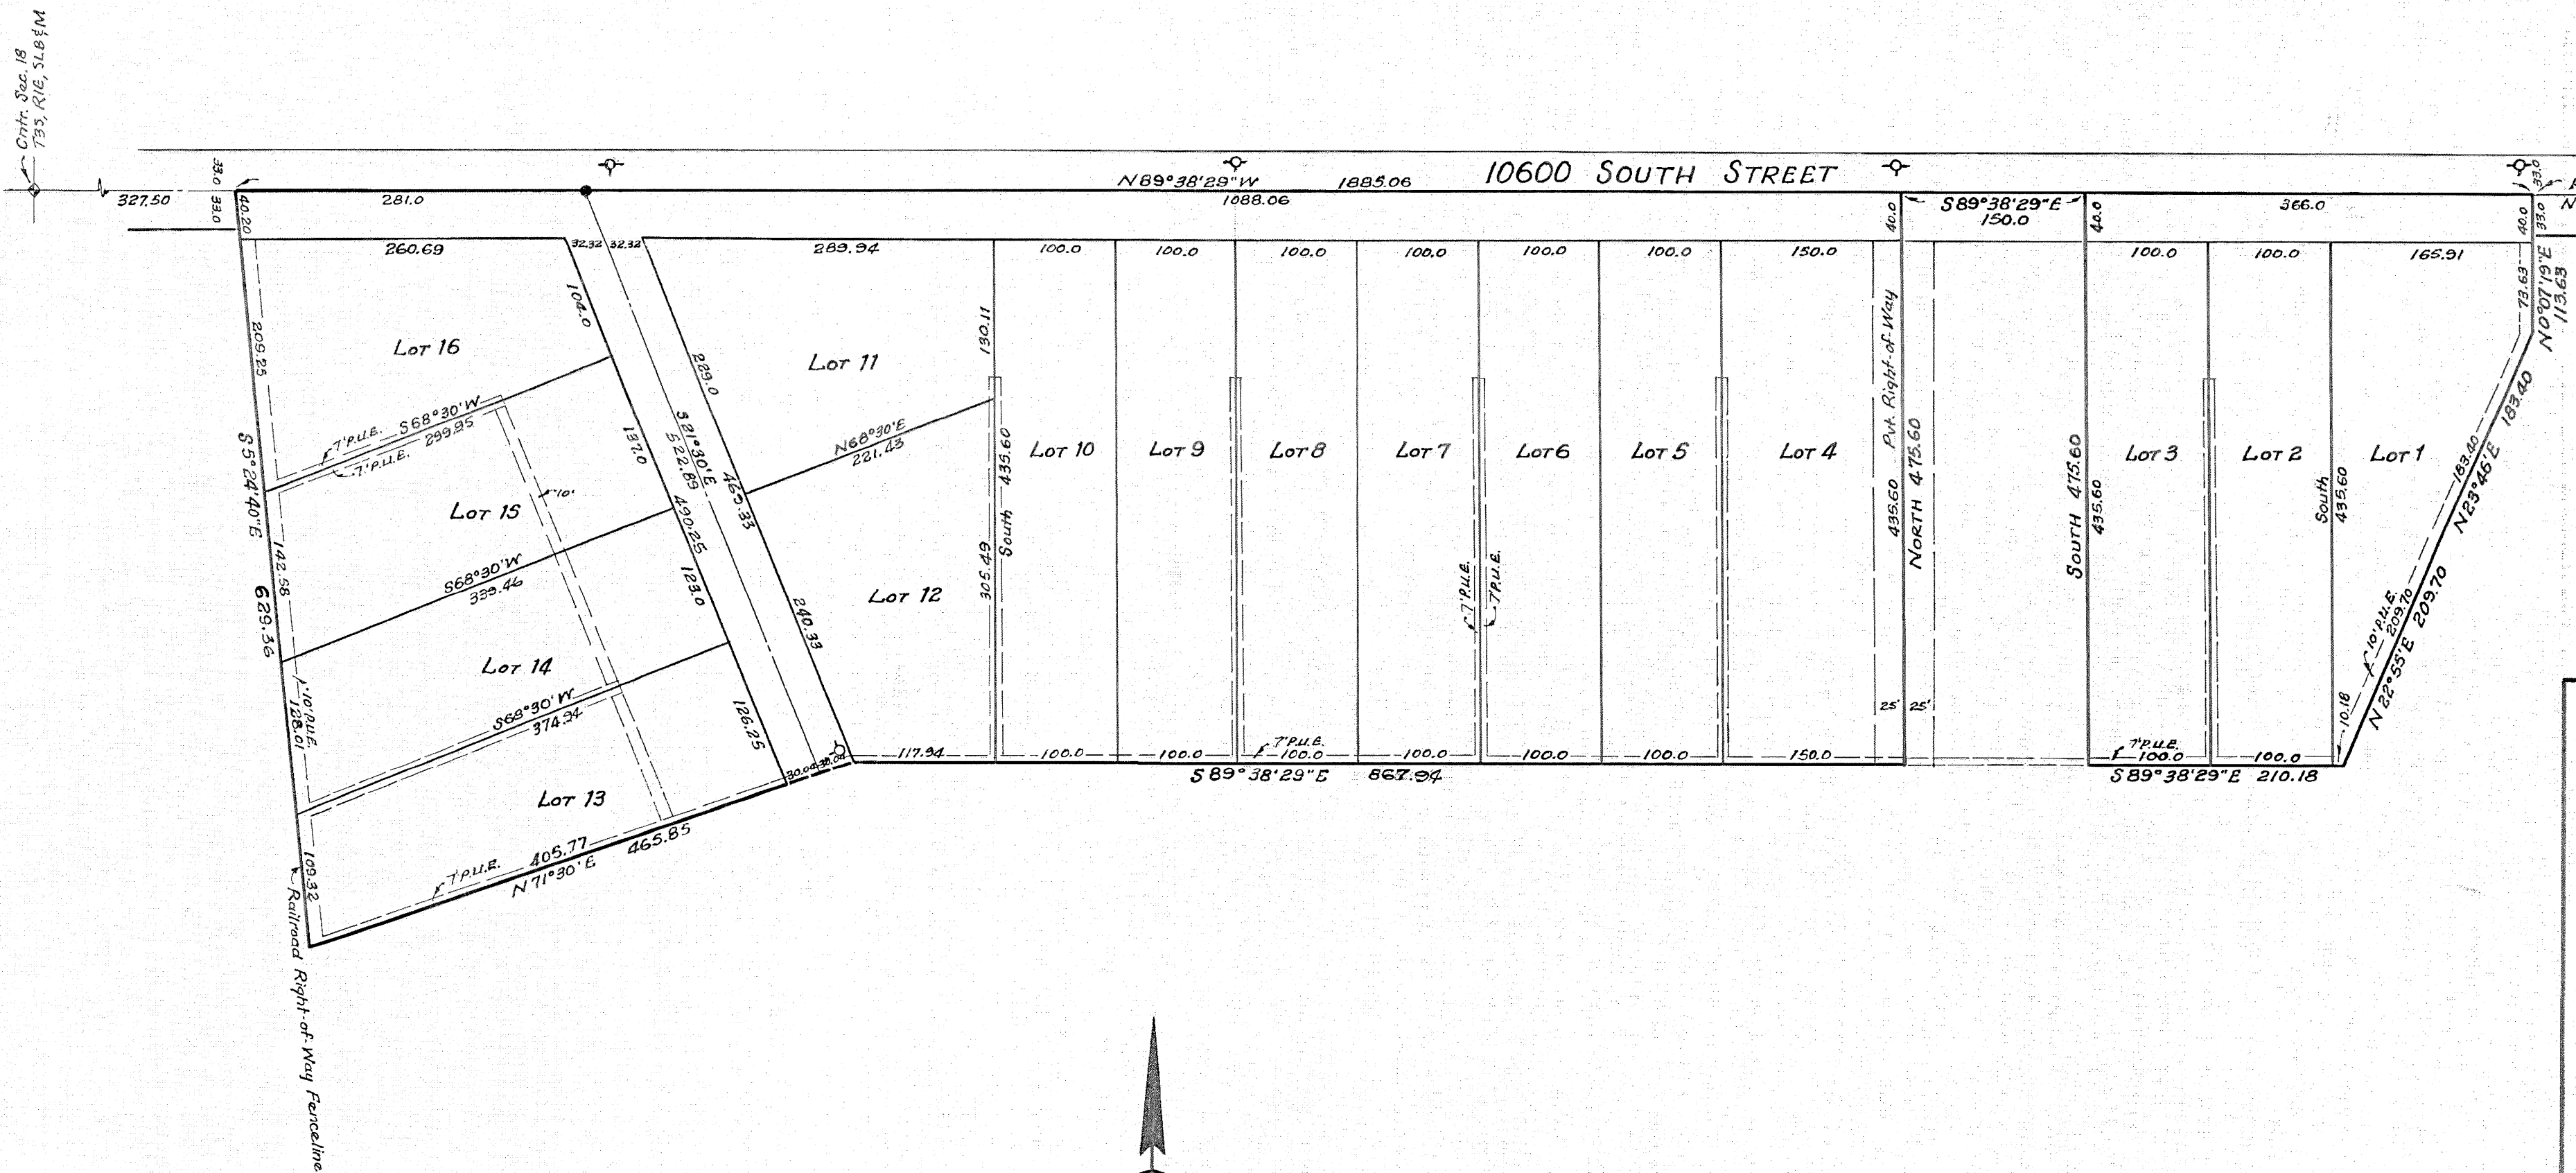 Cntr. Sec. 18
T3S, R1E, SLB&M
33.0
33.0
327.50
40.20
281.0
N89°38'29"W
1885.06
10600 SOUTH STREET
1088.06
40.0
S89°38'29"E
150.0
40.0
366.0
33.0
40.0
33.0
260.69
32.32
32.32
289.94
100.0
100.0
100.0
100.0
100.0
100.0
150.0
100.0
100.0
165.91
73.63
N0°07'19"E
113.63
209.25
104.0
LOT 16
LOT 11
130.11
Pvt. Right-of-Way
S68°30'W
299.95
7'P.U.E.
7'P.U.E.
137.0
S21°30'E
522.89
469.33
N68°30'E
221.43
South 435.60
LOT 10
LOT 9
LOT 8
LOT 7
LOT 6
LOT 5
LOT 4
435.60
NORTH 475.60
SOUTH 475.60
435.60
LOT 3
LOT 2
LOT 1
South
435.60
183.40
183.40
N23°46'E
S5°24'40"E
629.36
LOT 15
10'
490.25
142.58
S68°30'W
339.46
123.0
LOT 12
305.49
240.33
7'P.U.E.
7'P.U.E.
LOT 14
10'P.U.E.
128.01
S68°30'W
374.94
126.25
10'P.U.E.
209.70
N22°55'E 209.70
10.18
25'
25'
30.04
30.04
117.94
100.0
100.0
7'P.U.E.
100.0
100.0
100.0
100.0
150.0
7'P.U.E.
100.0
100.0
S89°38'29"E 867.94
S89°38'29"E 210.18
LOT 13
109.32
7'P.U.E.
405.77
N71°30'E
465.85
Railroad Right-of-Way Fenceline